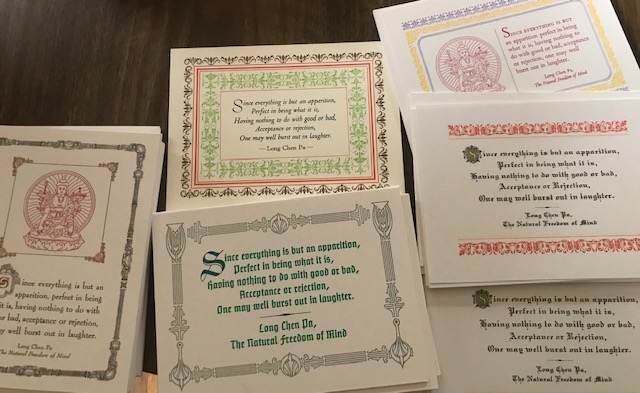 Since everything is but an apparition,
Perfect in being what it is,
Having nothing to do with good or bad,
Acceptance or rejection,
One may well burst out in laughter.
— Long Chen Pa —
Since everything is but
an apparition, perfect in being
what it is, having nothing to
do with good or bad, acceptance
or rejection, one may well
burst out in laughter.
Long Chen Pa,
The Natural Freedom of Mind
Since everything is but an apparition,
Perfect in being what it is,
Having nothing to do with good or bad,
Acceptance or Rejection,
One may well burst out in laughter.
Long Chen Pa,
The Natural Freedom of Mind
Since everything is but an
apparition, perfect in being
it is, having nothing to do with
or bad, acceptance or rejection,
may well burst out in laughter.
Long Chen Pa
The Natural Freedom of Mind
Since everything is but an apparition,
Perfect in being what it is,
Having nothing to do with good or bad,
Acceptance or rejection,
One may well burst out in laughter.
Long Chen Pa,
The Natural Freedom of Mind
Since everything is but an apparition,
Perfect in being what it is,
Having nothing to do with good or bad,
Acceptance or Rejection,
One may well burst out in laughter.
Long Chen Pa,
The Natural Freedom of Mind